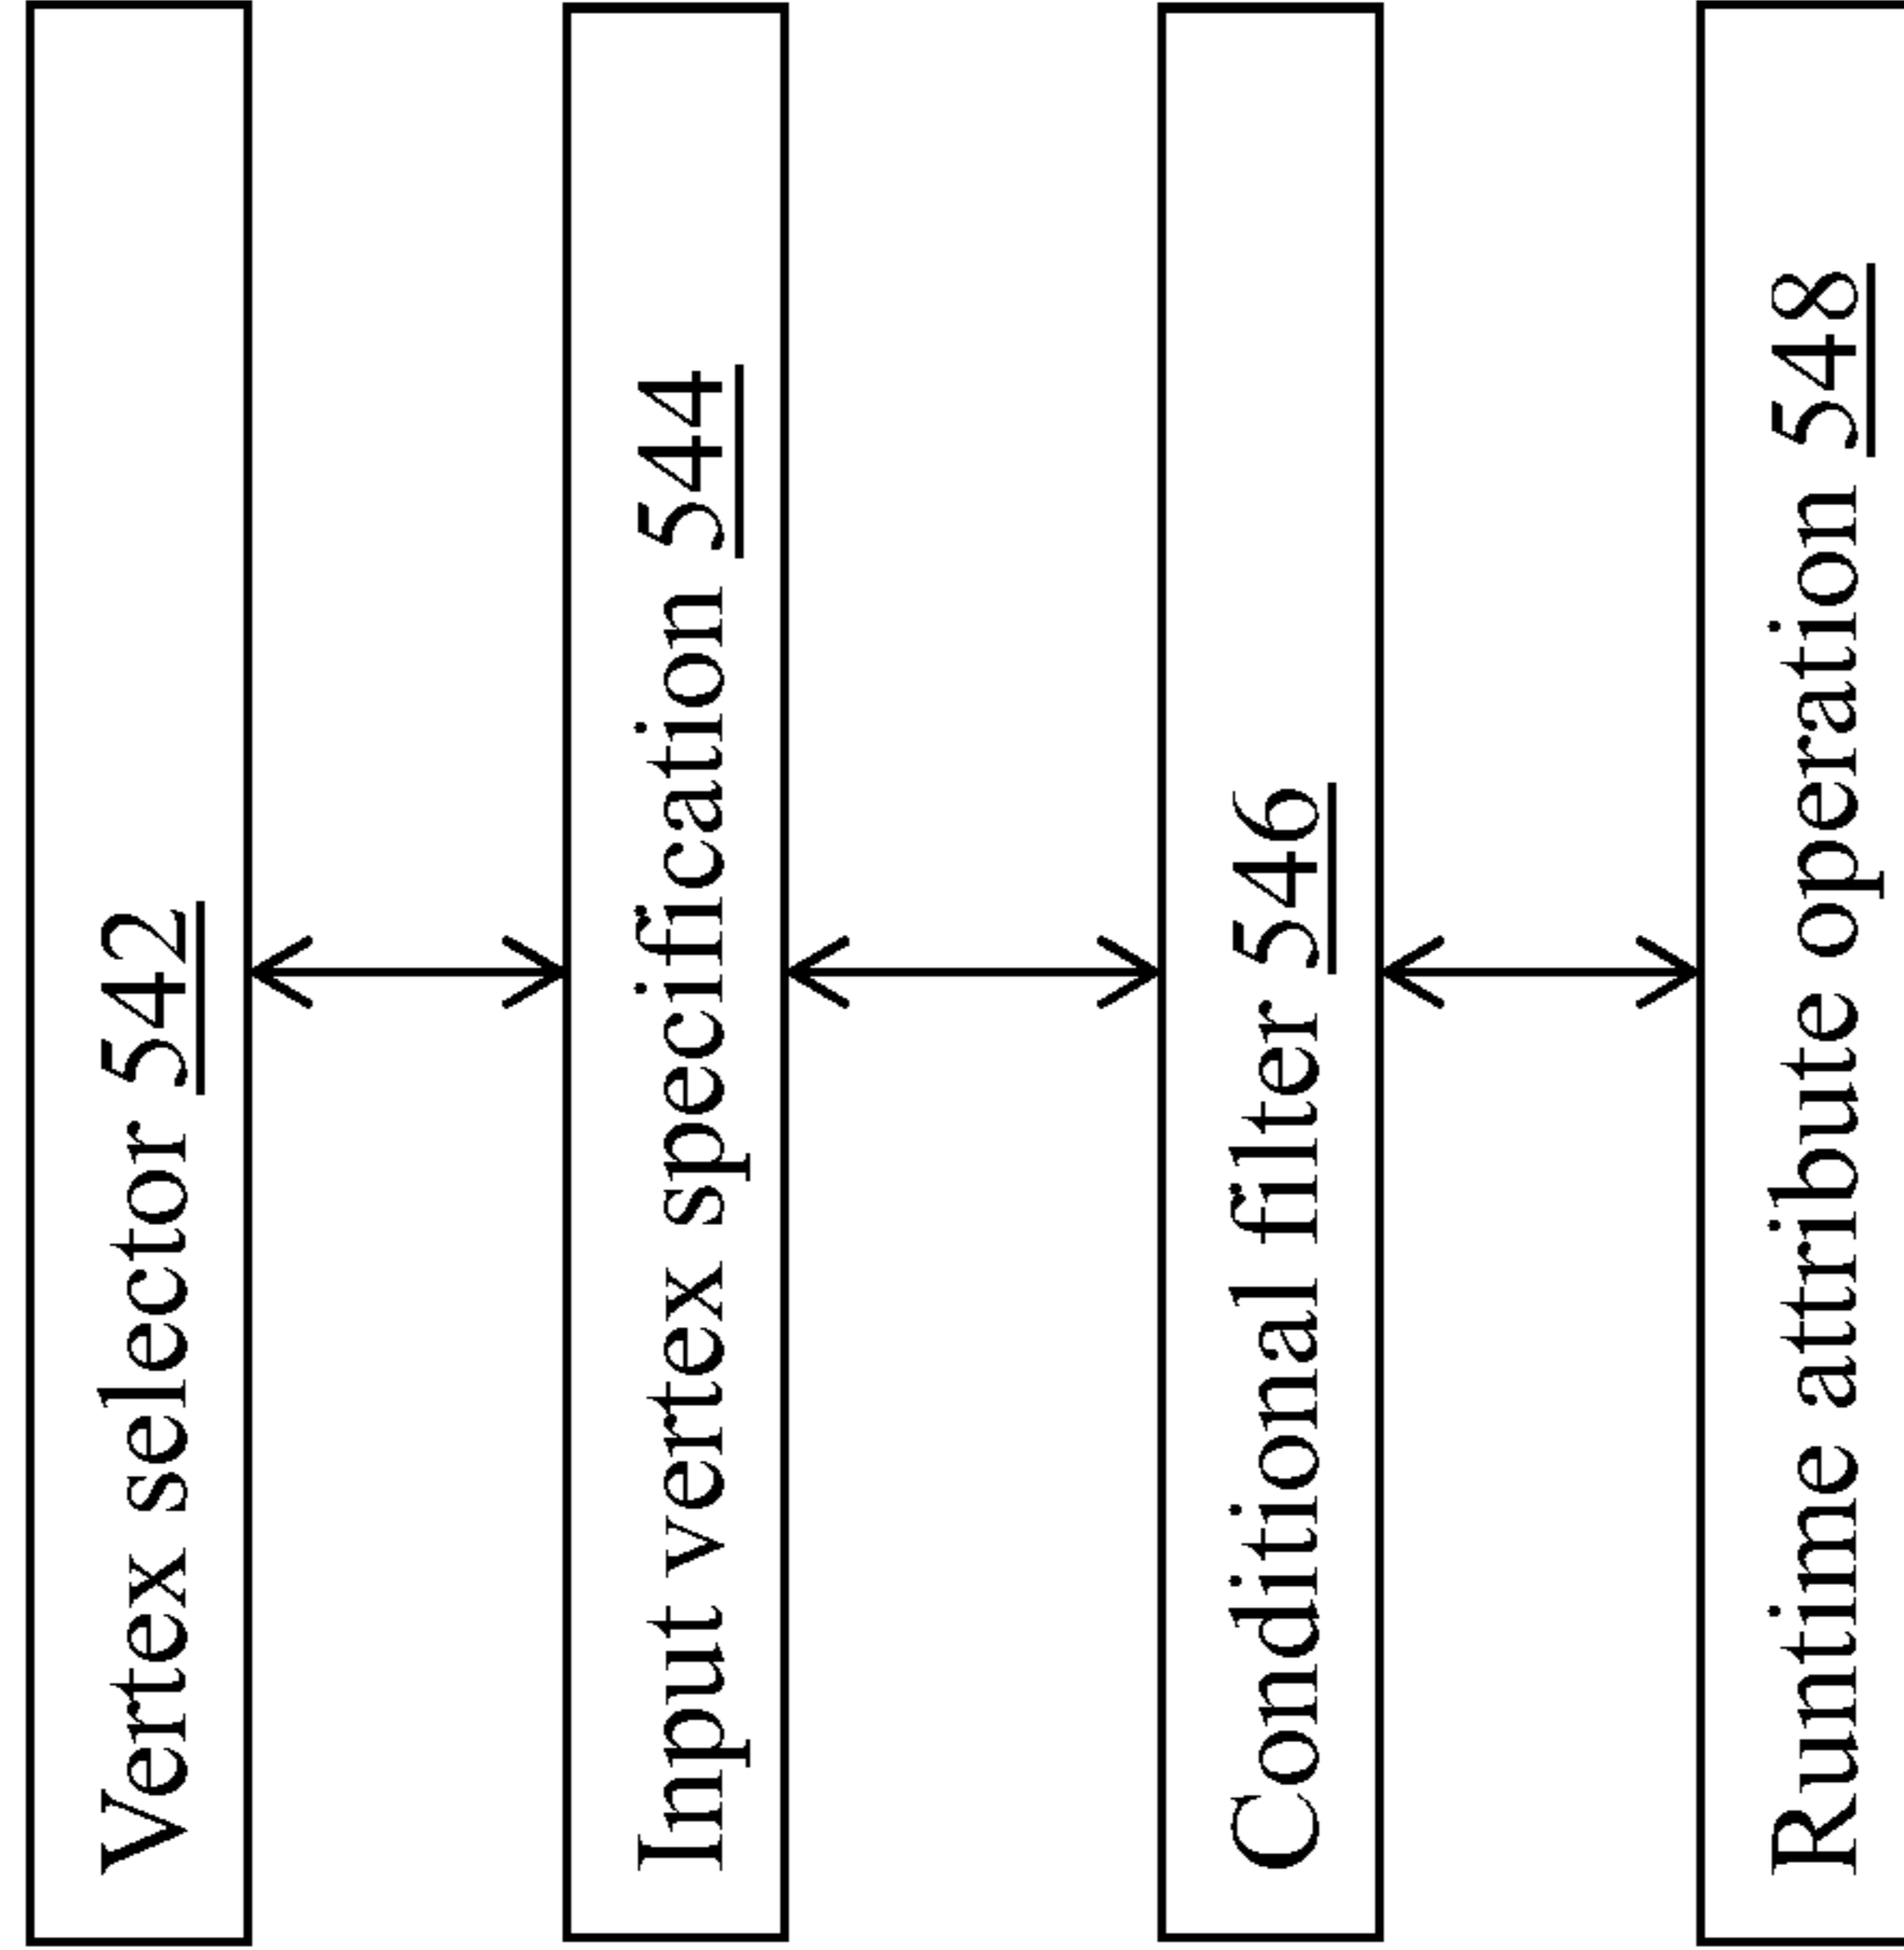 Vertex selector 542
Input vertex specification 544
Conditional filter 546
Runtime attribute operation 548